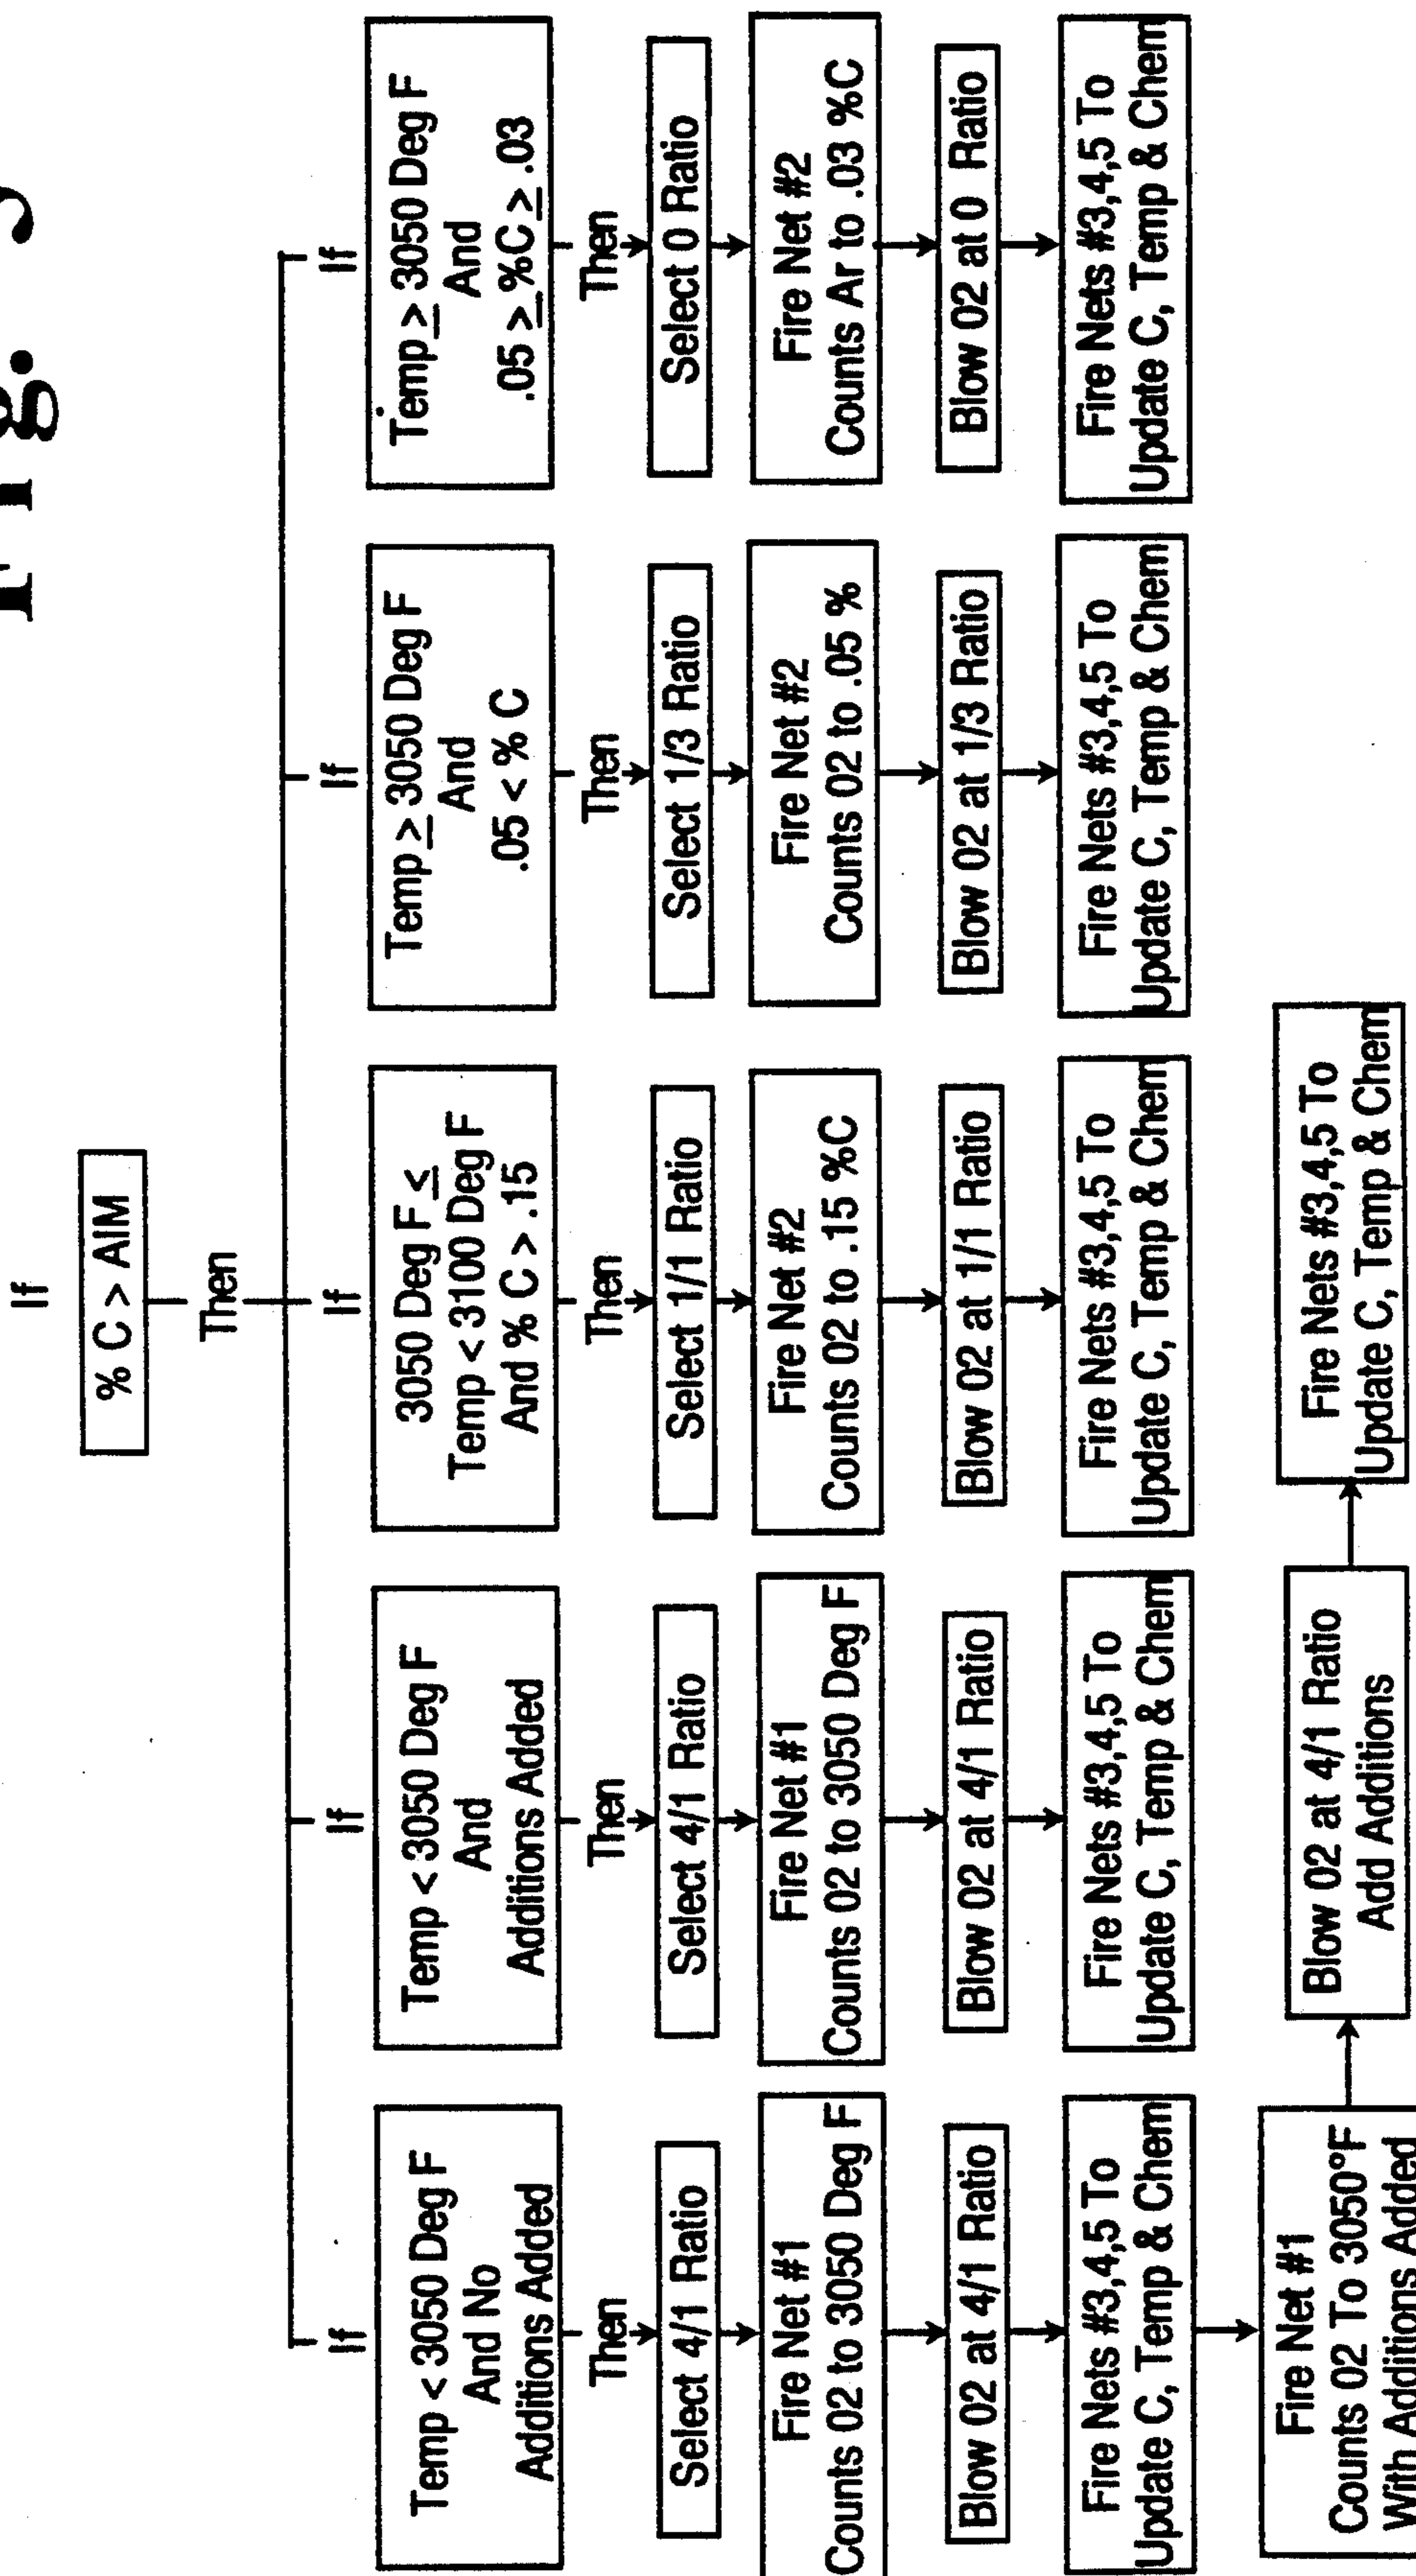 Fig.
If
% C > AIM
Then
If
Temp < 3050 Deg F
And No
Additions Added
Then
Select 4/1 Ratio
Fire Net #1
Counts 02 to 3050 Deg F
Blow 02 at 4/1 Ratio
Fire Nets #3,4,5 To
Update C, Temp & Chem
Fire Net #1
Counts 02 To 3050°F
With Additions Added
Blow 02 at 4/1 Ratio
Add Additions
Fire Nets #3,4,5 To
Update C, Temp & Chem
If
Temp < 3050 Deg F
And
Additions Added
Then
Select 4/1 Ratio
Fire Net #1
Counts 02 to 3050 Deg F
Blow 02 at 4/1 Ratio
Fire Nets #3,4,5 To
Update C, Temp & Chem
If
3050 Deg F ≤
Temp < 3100 Deg F
And % C > .15
Then
Select 1/1 Ratio
Fire Net #2
Counts 02 to .15 %C
Blow 02 at 1/1 Ratio
Fire Nets #3,4,5 To
Update C, Temp & Chem
If
Temp ≥ 3050 Deg F
And
.05 < % C
Then
Select 1/3 Ratio
Fire Net #2
Counts 02 to .05 %
Blow 02 at 1/3 Ratio
Fire Nets #3,4,5 To
Update C, Temp & Chem
If
Temp ≥ 3050 Deg F
And
.05 ≥ %C ≥ .03
Then
Select 0 Ratio
Fire Net #2
Counts Ar to .03 %C
Blow 02 at 0 Ratio
Fire Nets #3,4,5 To
Update C, Temp & Chem